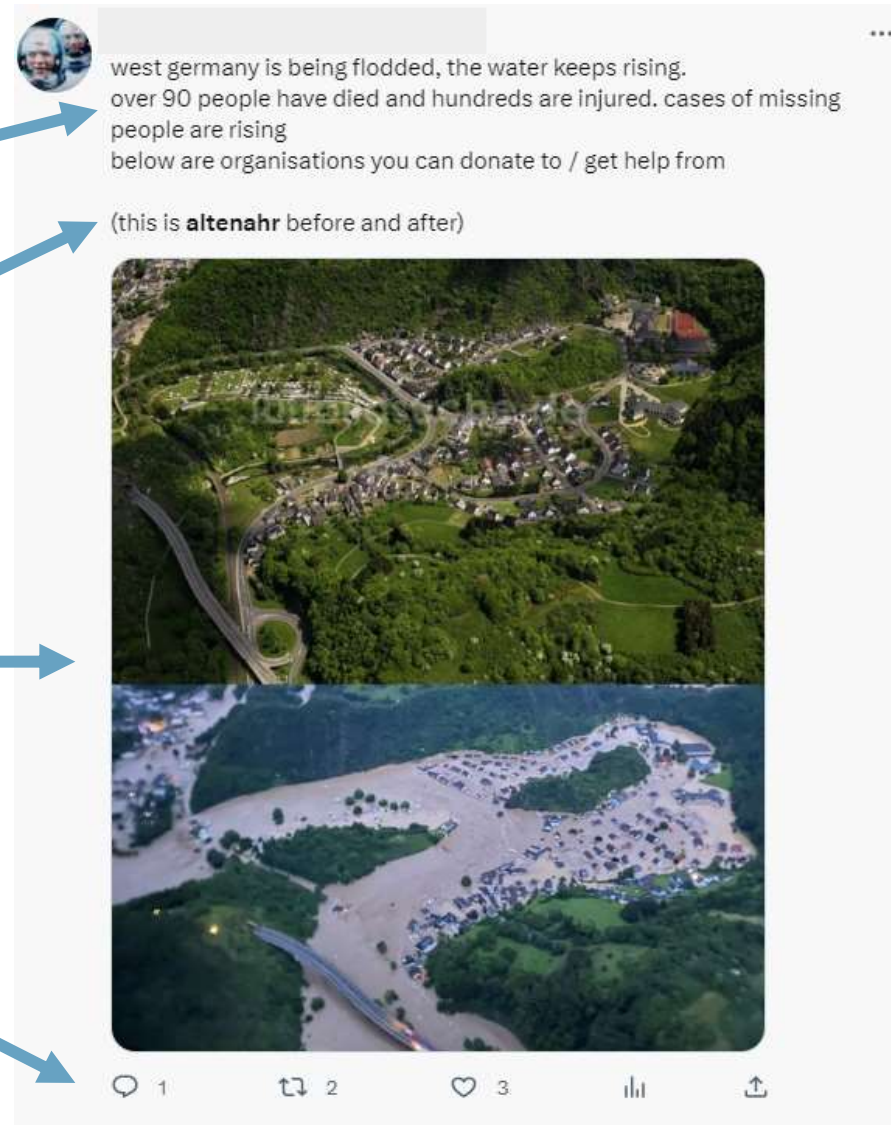 west germany is being flodded, the water keeps rising.
over 90 people have died and hundreds are injured. cases of missing
people are rising
below are organisations you can donate to / get help from
(this is altenahr before and after)
1 2 3